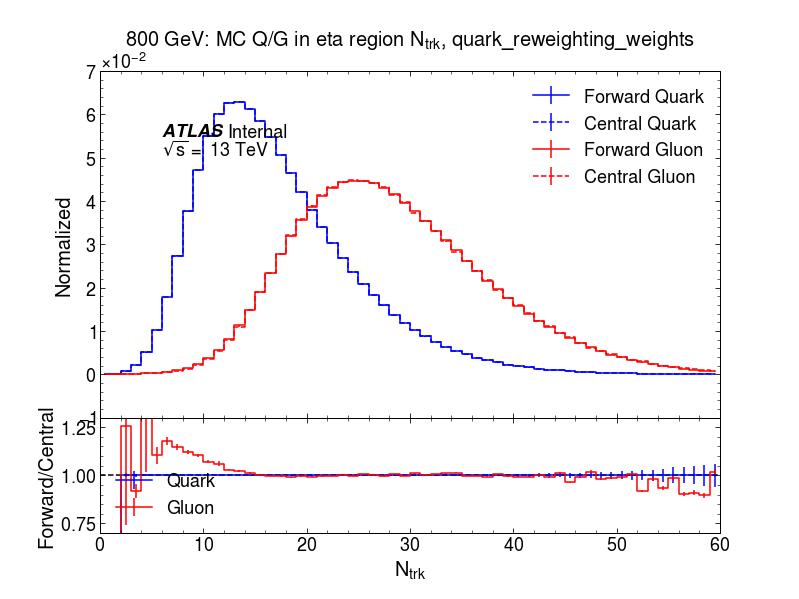 800 GeV: MC Q/G in eta region N_trk, quark_reweighting_weights
×10⁻²
7
6
5
4
3
2
1
0
−1
Normalized
ATLAS Internal
√s = 13 TeV
Forward Quark
Central Quark
Forward Gluon
Central Gluon
1.25
1.00
0.75
Forward/Central
Quark
Gluon
0 10 20 30 40 50 60
N_trk